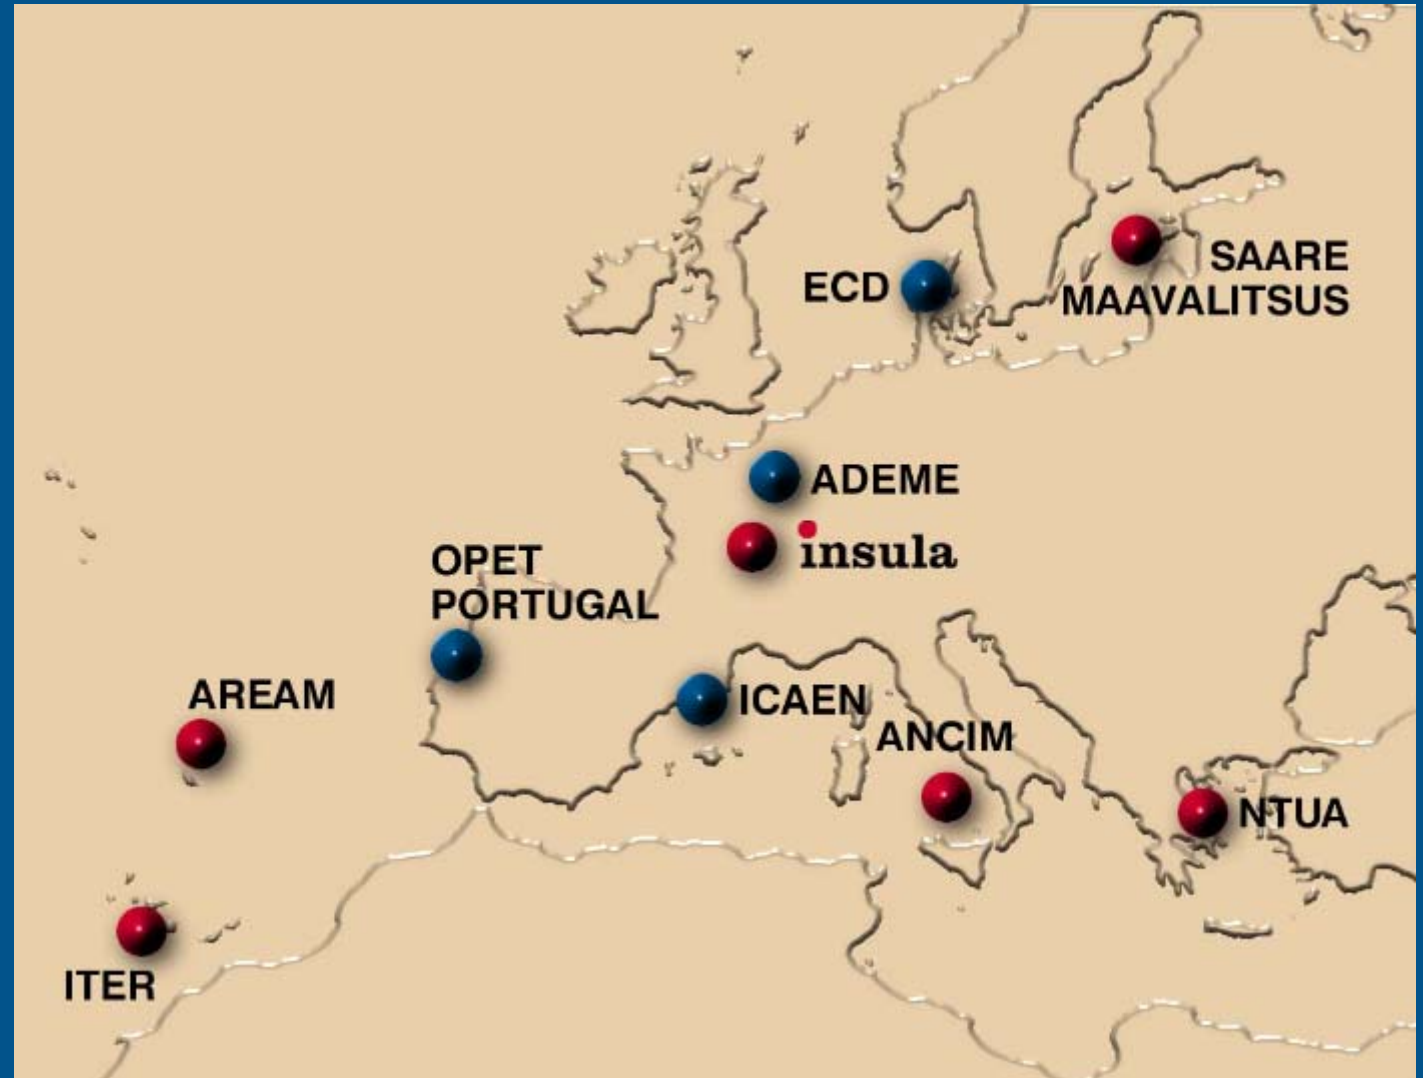 SAARE
MAAVALITSUS
ECD
ADEME
insula
OPET
PORTUGAL
AREAM
ICAEN
ANCIM
NTUA
ITER